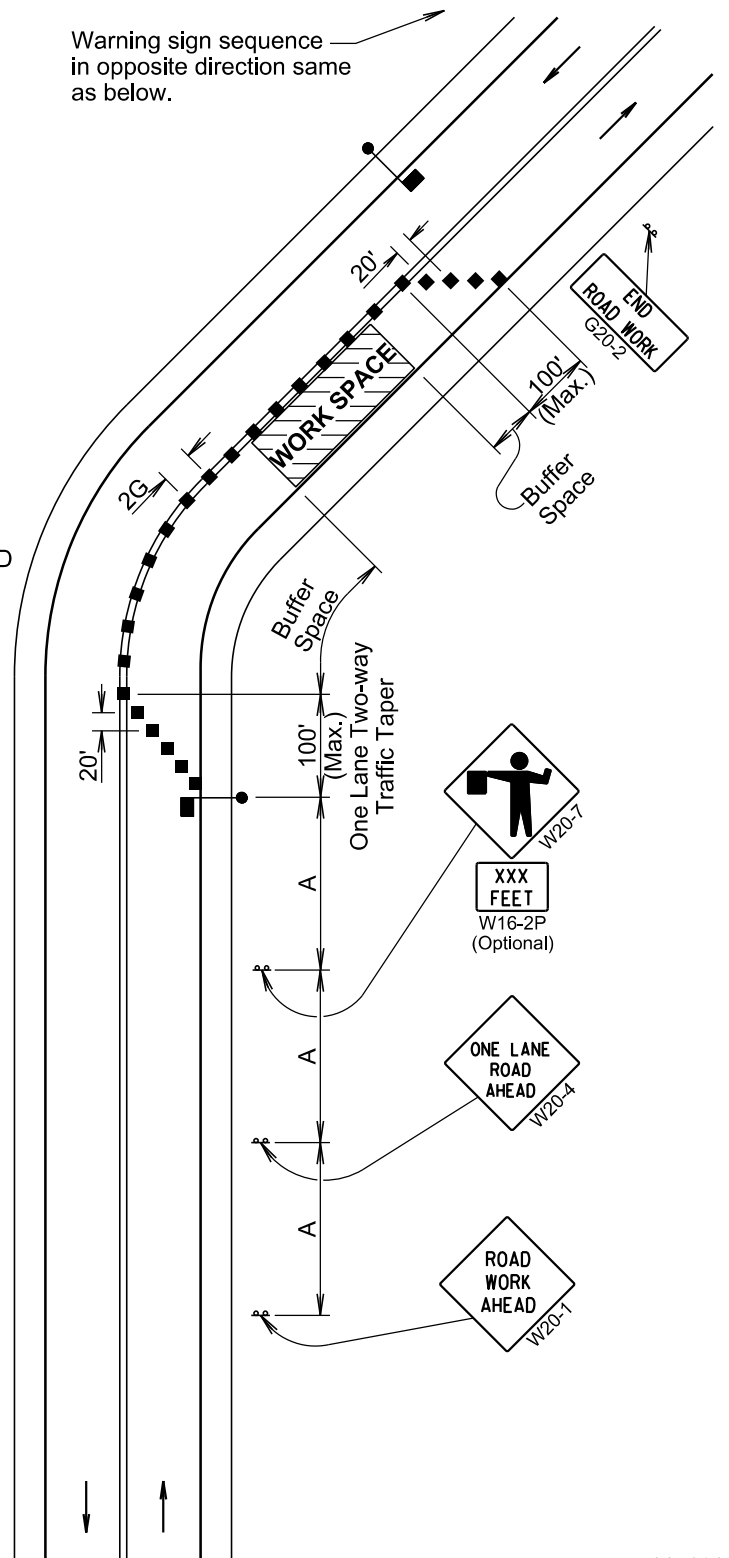 Warning sign sequence
in opposite direction same
as below.
20'
END
ROAD WORK
G20-2
100'
(Max.)
Buffer
Space
WORK SPACE
2G
D
Buffer
Space
20'
100'
(Max.)
One Lane Two-way
Traffic Taper
W20-7
XXX
FEET
W16-2P
(Optional)
A
ONE LANE
ROAD
AHEAD
W20-4
A
ROAD
WORK
AHEAD
W20-1
A